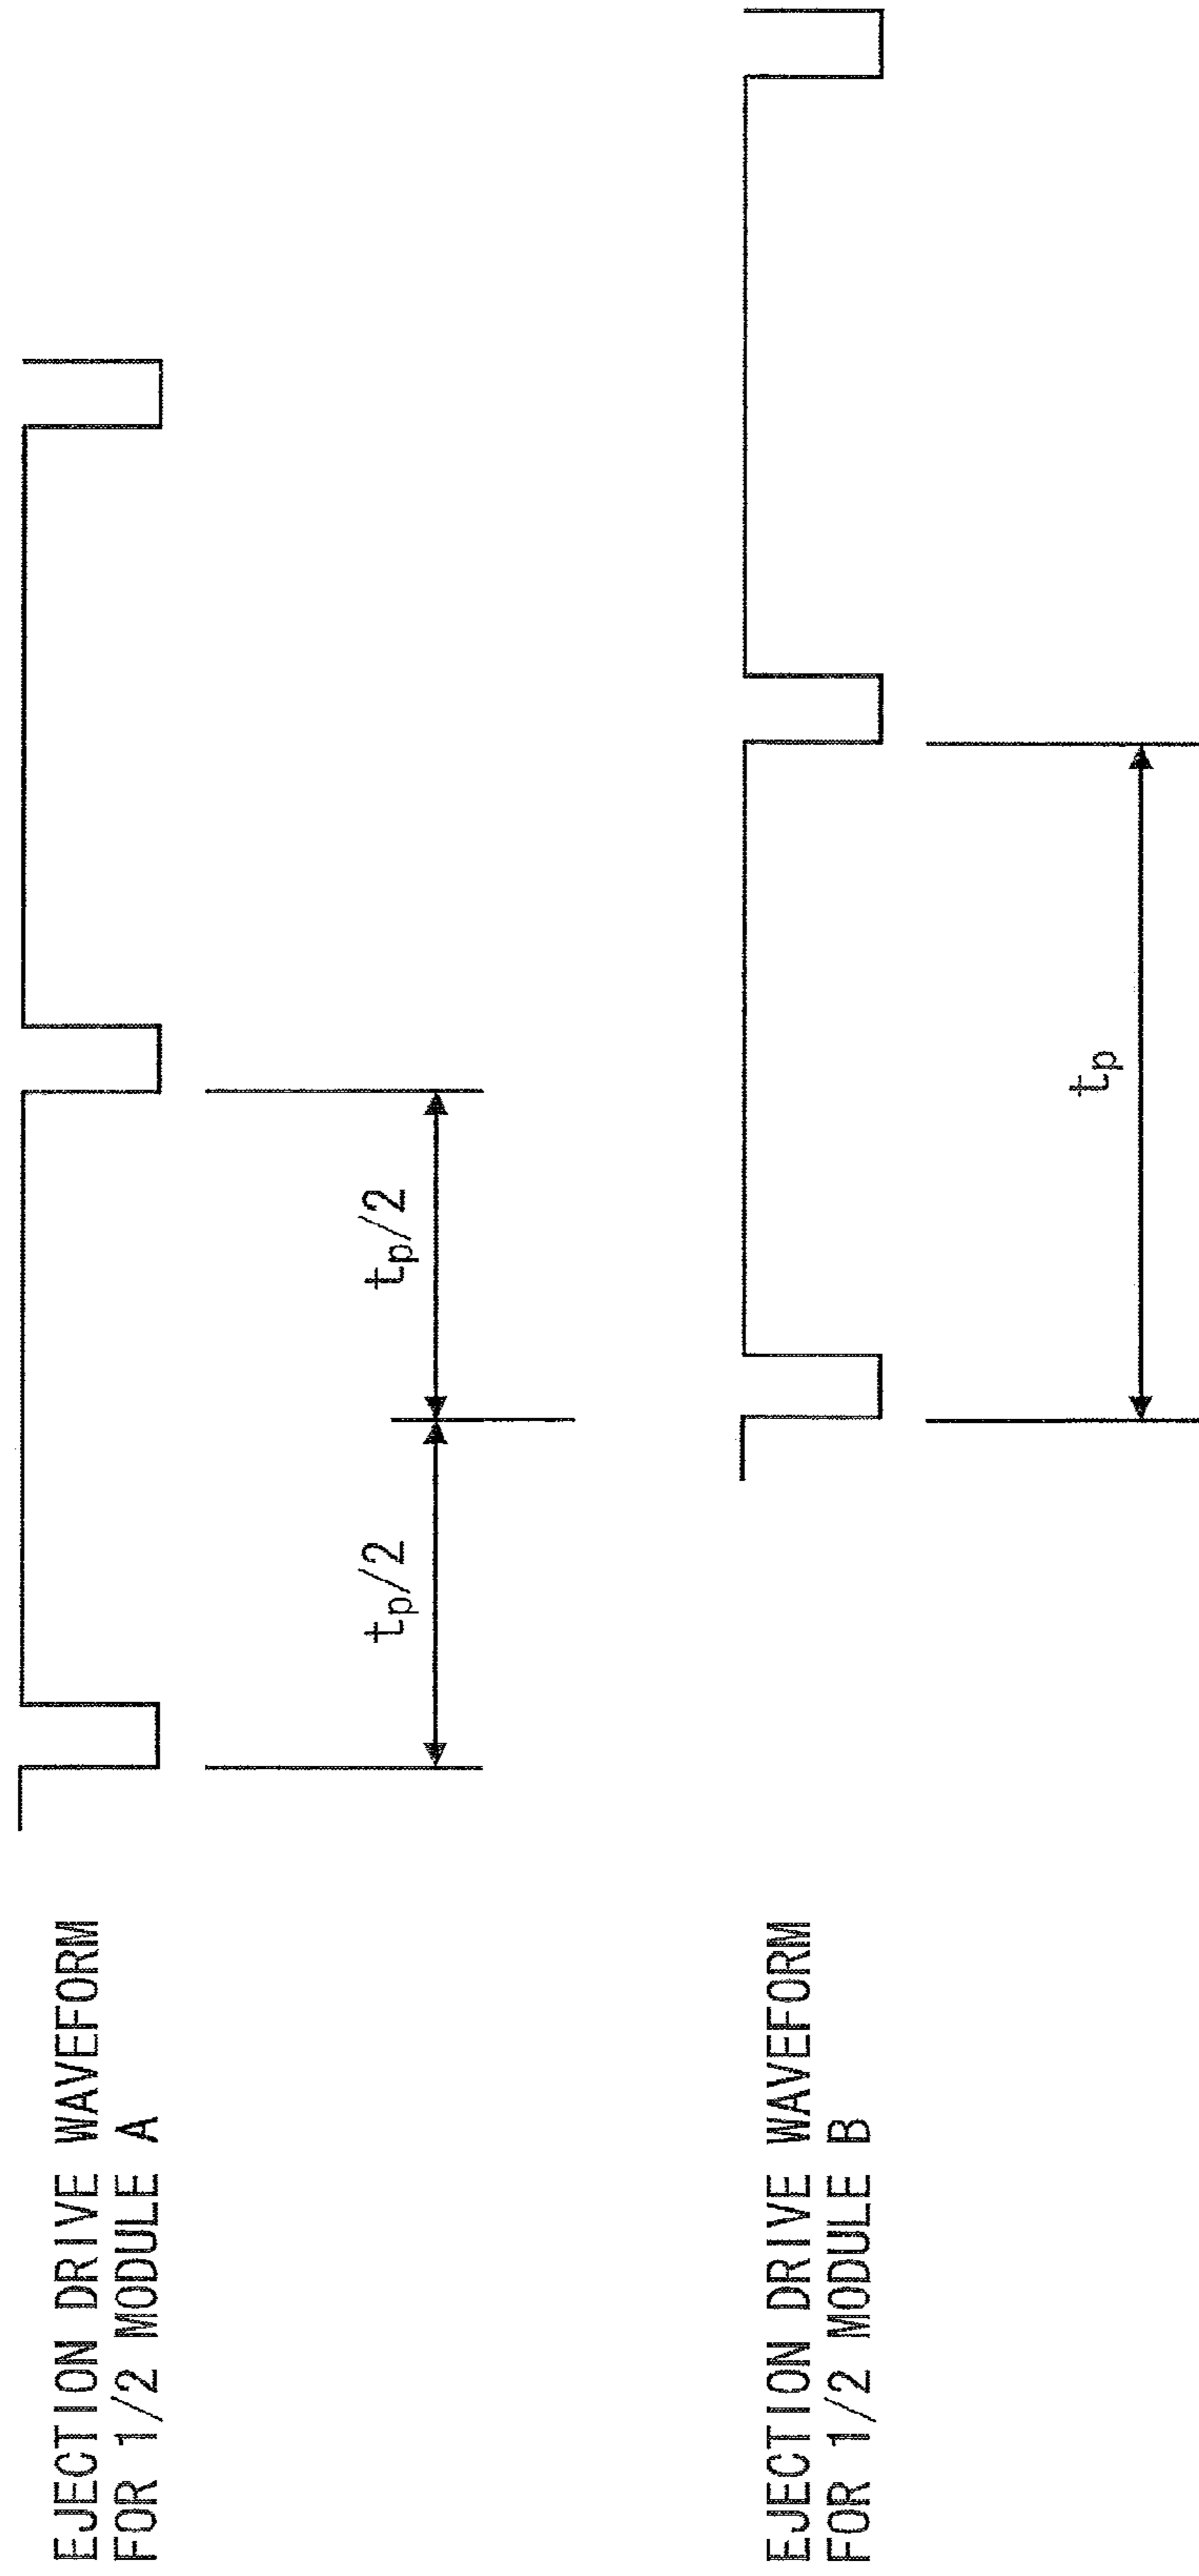 EJECTION DRIVE WAVEFORM
FOR 1/2 MODULE A
tp/2
tp/2
EJECTION DRIVE WAVEFORM
FOR 1/2 MODULE B
tp